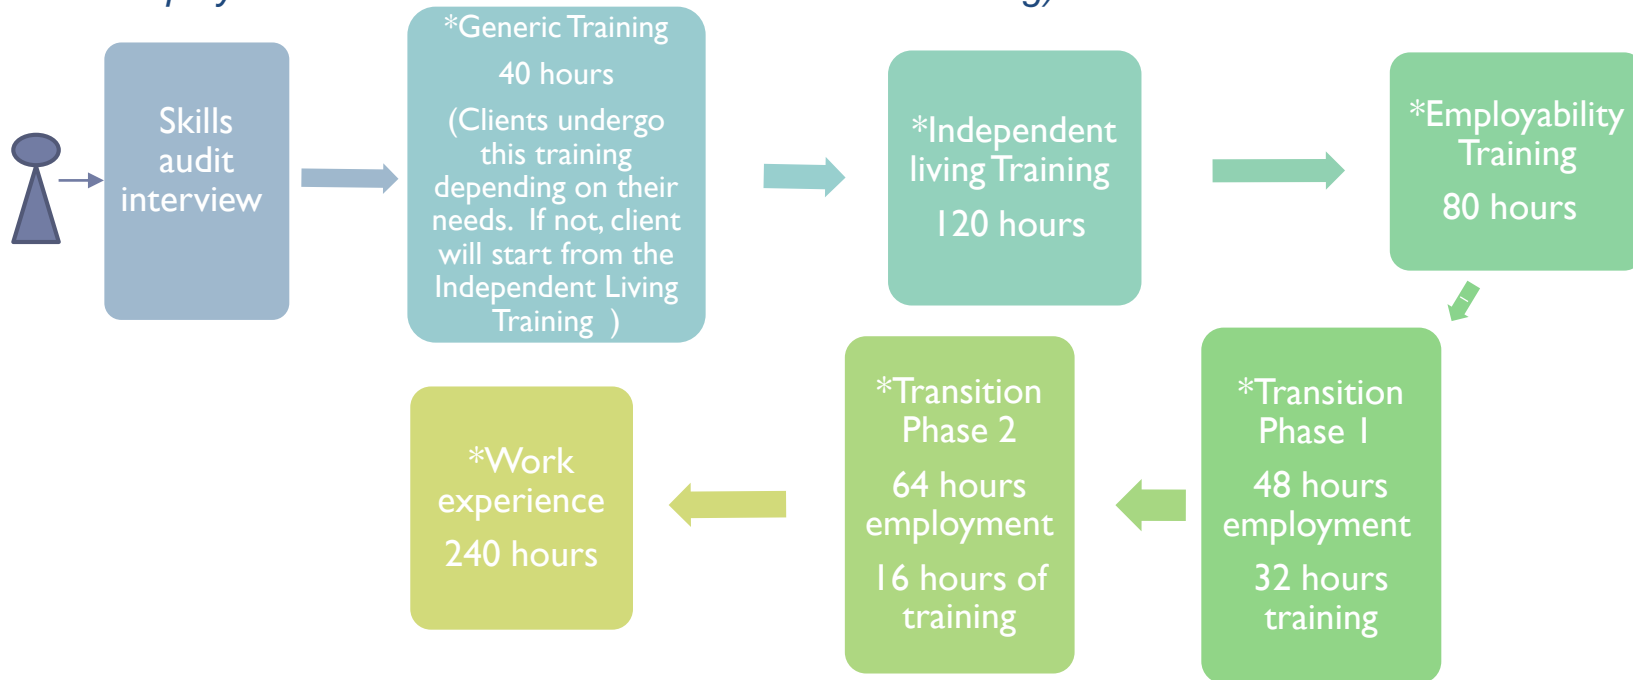 *Generic Training
40 hours
(Clients undergo
this training
depending on their
needs. If not, client
will start from the
Independent Living
Training )
Skills
audit
interview
*Independent
living Training
120 hours
*Employability
Training
80 hours
*Transition
Phase 1
48 hours
employment
32 hours
training
*Transition
Phase 2
64 hours
employment
16 hours of
training
*Work
experience
240 hours